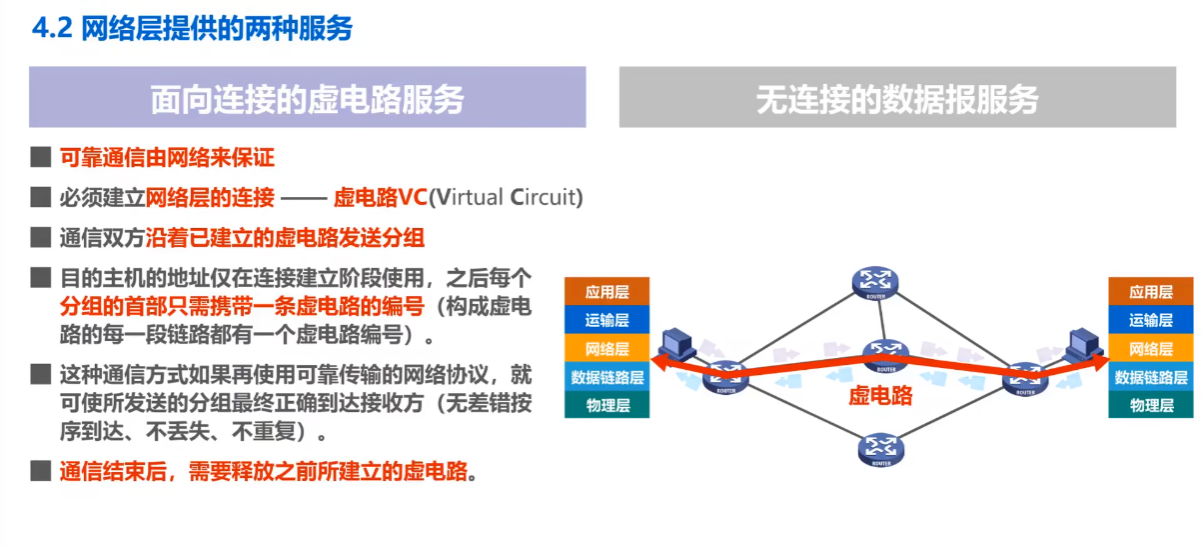 4.2 网络层提供的两种服务
面向连接的虚电路服务
无连接的数据报服务
可靠通信由网络来保证
必须建立网络层的连接 —— 虚电路VC(Virtual Circuit)
通信双方沿着已建立的虚电路发送分组
目的主机的地址仅在连接建立阶段使用，之后每个
分组的首部只需携带一条虚电路的编号（构成虚电
路的每一段链路都有一个虚电路编号）。
这种通信方式如果再使用可靠传输的网络协议，就
可使所发送的分组最终正确到达接收方（无差错按
序到达、不丢失、不重复）。
通信结束后，需要释放之前所建立的虚电路。
应用层
运输层
网络层
数据链路层
物理层
ROUTER
ROUTER
ROUTER
ROUTER
ROUTER
虚电路
应用层
运输层
网络层
数据链路层
物理层